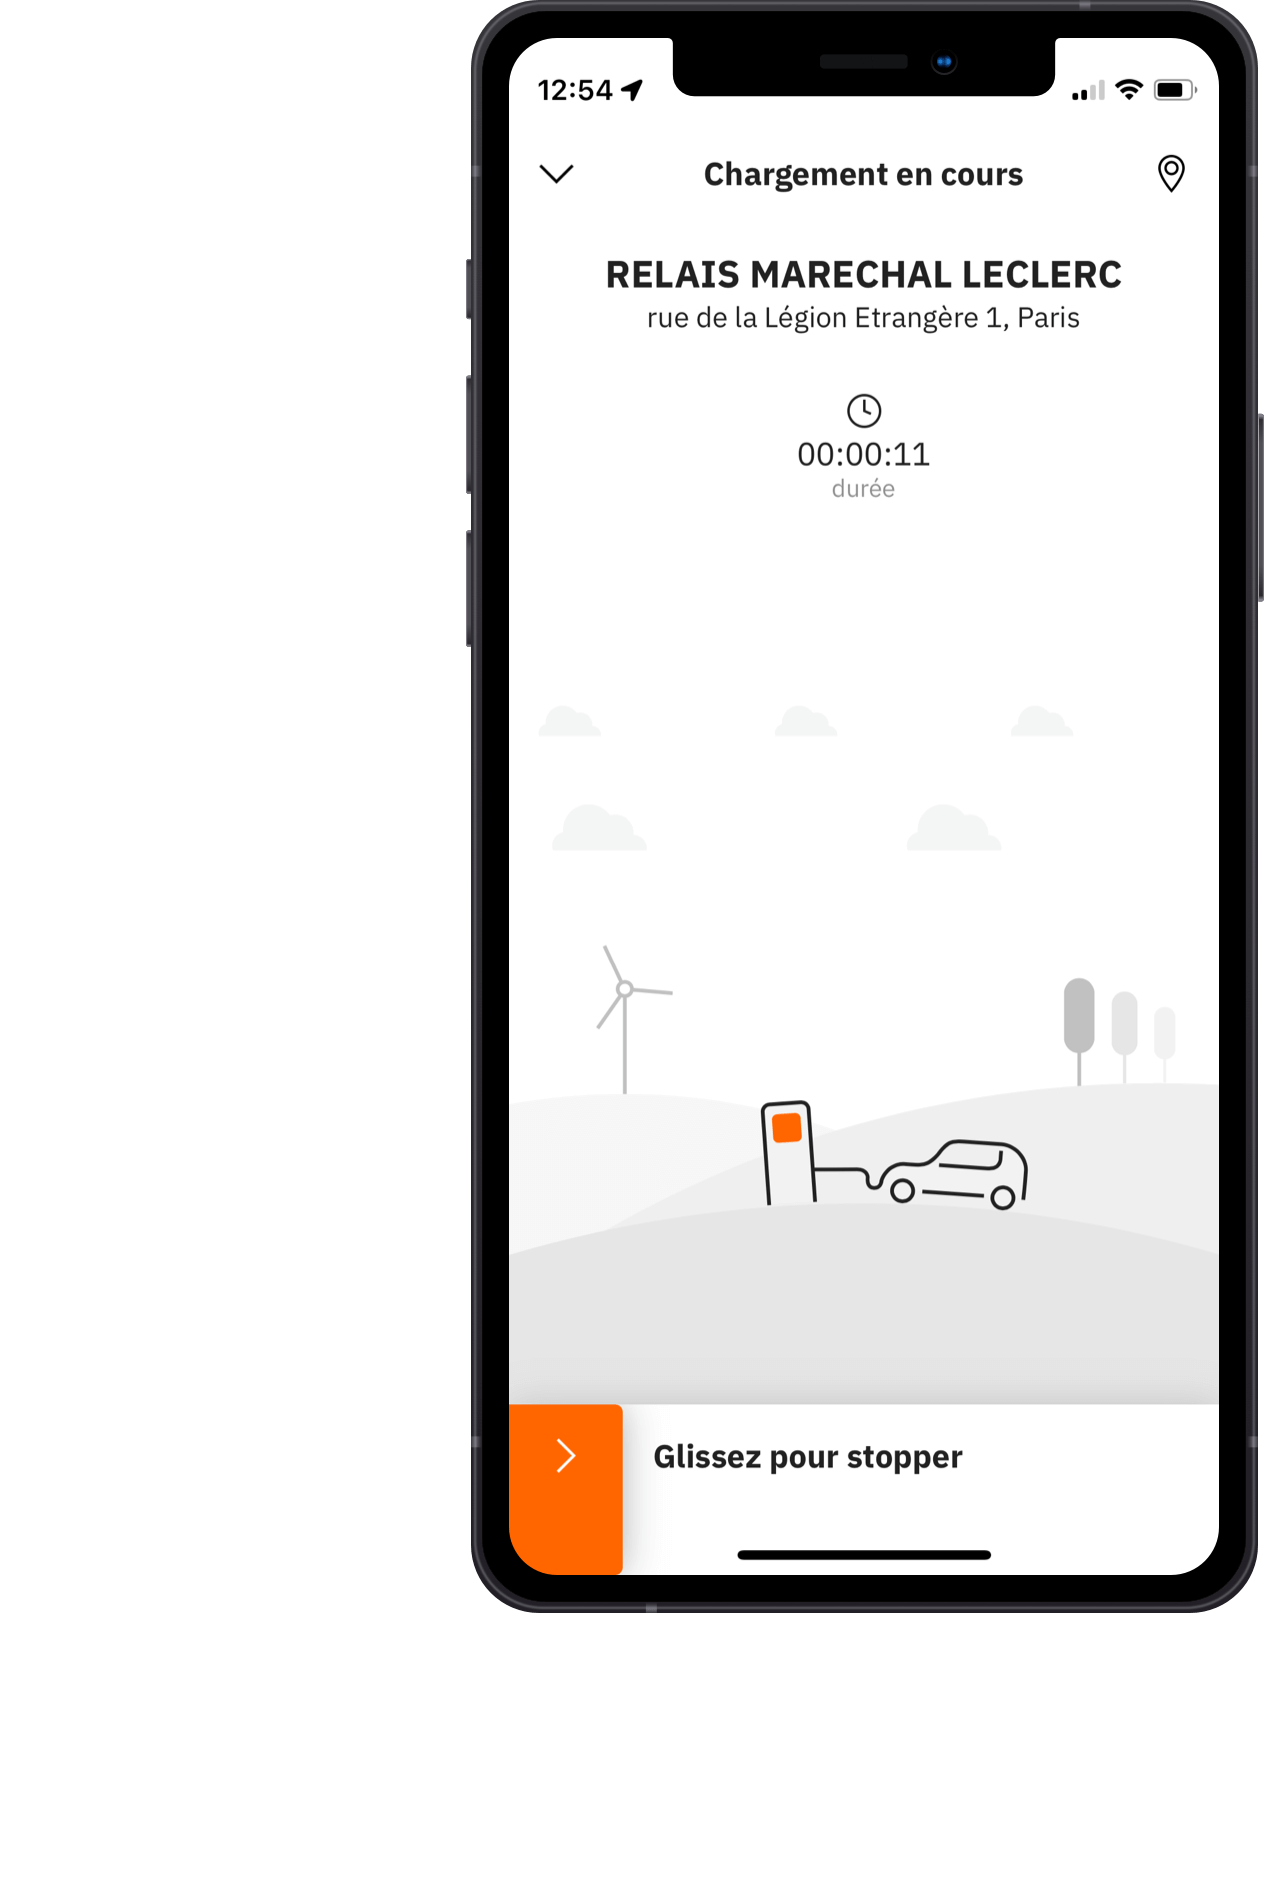 12:54
Chargement en cours
RELAIS MARECHAL LECLERC
rue de la Légion Etrangère 1, Paris
00:00:11
durée
Glissez pour stopper